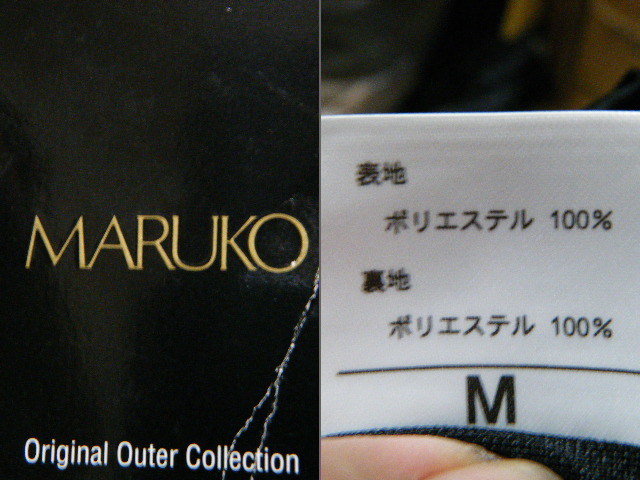 MARUKO
Original Outer Collection
表地
ポリエステル 100%
裏地
ポリエステル 100%
M